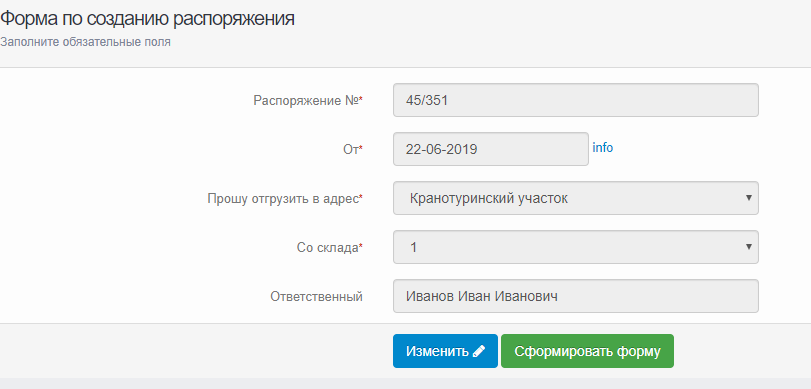 Форма по созданию распоряжения
Заполните обязательные поля
Распоряжение №* 45/351
От* 22-06-2019 info
Прошу отгрузить в адрес* Кранотуринский участок
Со склада* 1
Ответственный Иванов Иван Иванович
Изменить Сформировать форму